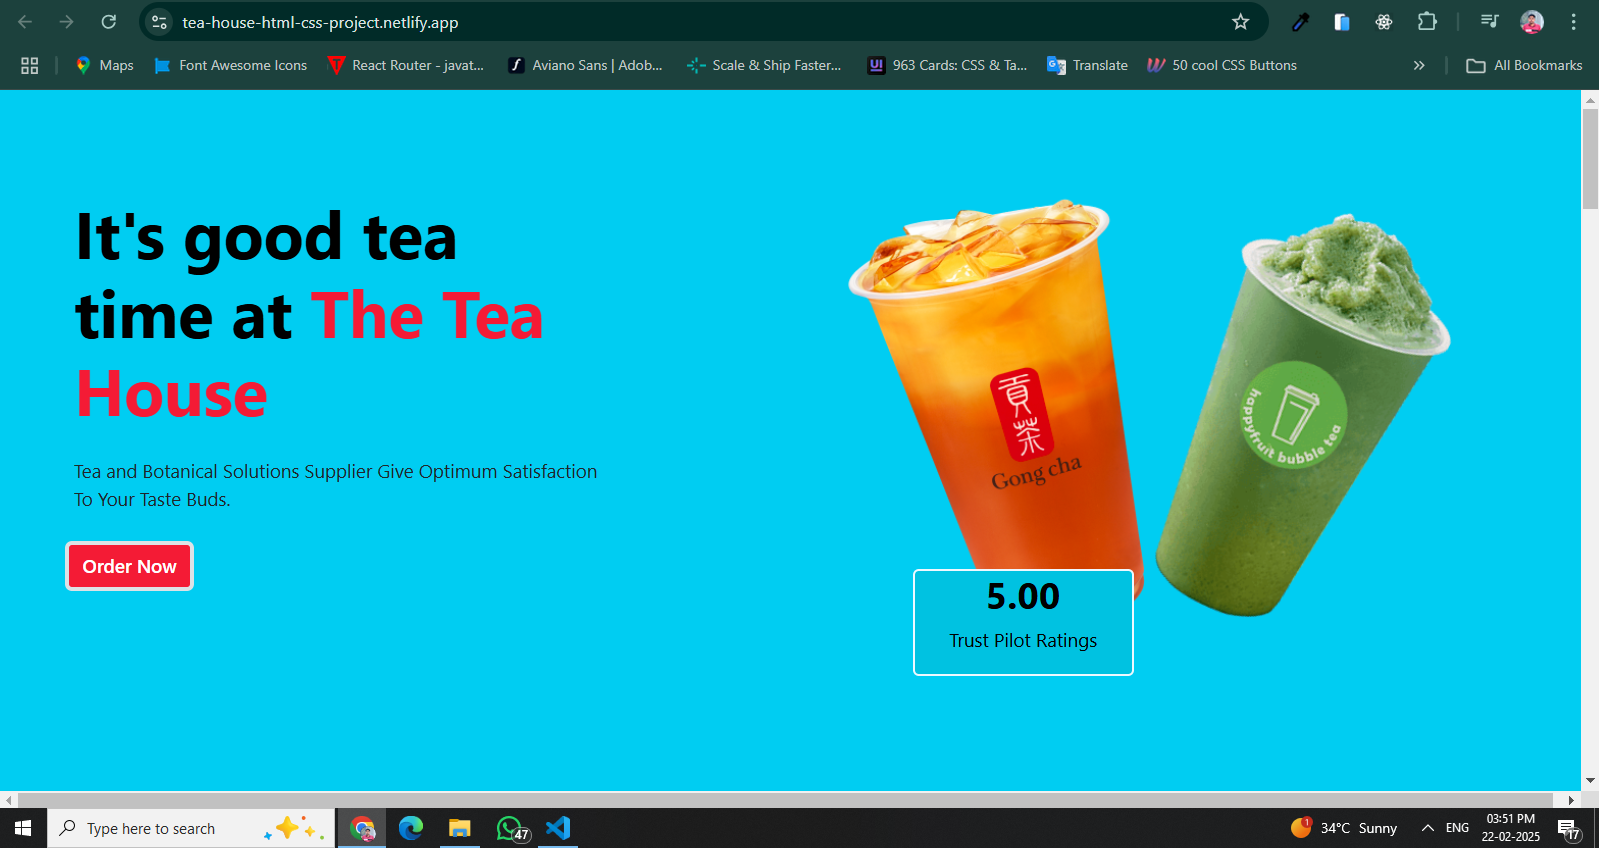 tea-house-html-css-project.netlify.app
Maps
Font Awesome Icons
React Router - javat...
Aviano Sans | Adob...
Scale & Ship Faster...
963 Cards: CSS & Ta...
Translate
50 cool CSS Buttons
All Bookmarks
It's good tea
time at The Tea
House
Tea and Botanical Solutions Supplier Give Optimum Satisfaction
To Your Taste Buds.
Order Now
貢茶
Gong cha
happyfruit bubble tea
5.00
Trust Pilot Ratings
Type here to search
47
1
34°C Sunny
ENG
03:51 PM
22-02-2025
17